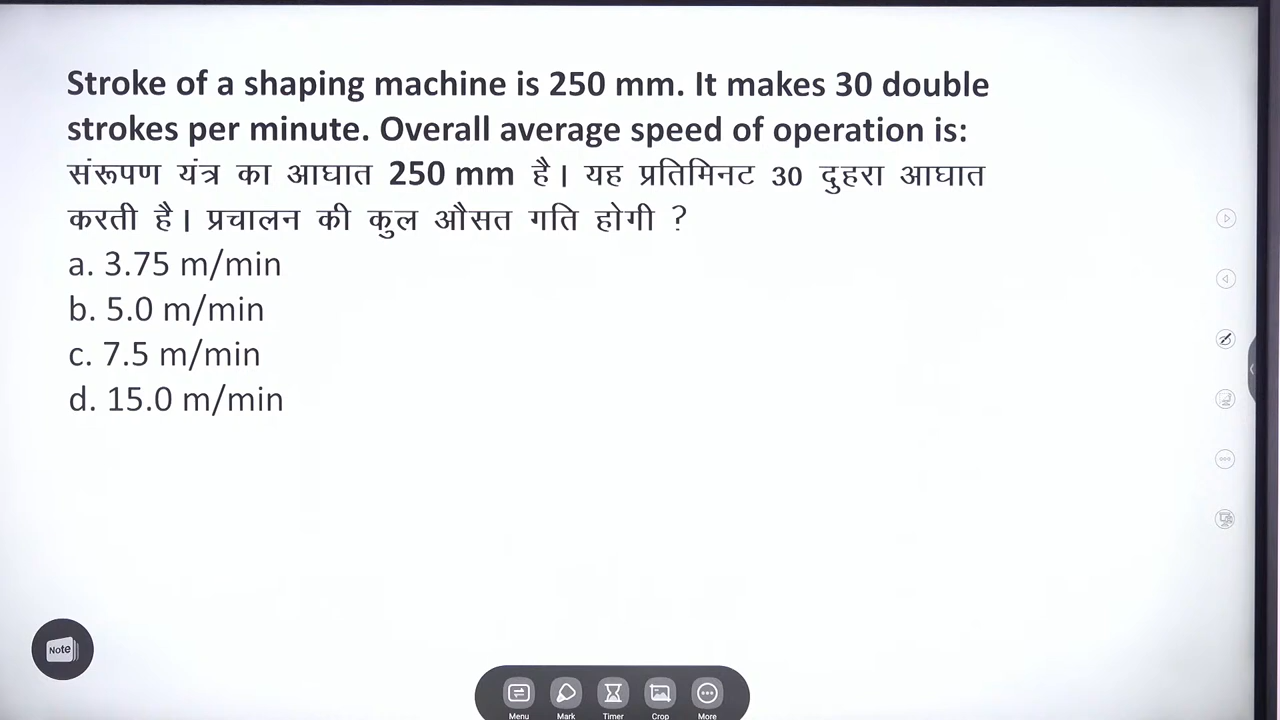 Stroke of a shaping machine is 250 mm. It makes 30 double
strokes per minute. Overall average speed of operation is:
संरूपण यंत्र का आघात 250 mm है। यह प्रतिमिनट 30 दुहरा आघात
करती है। प्रचालन की कुल औसत गति होगी ?
a. 3.75 m/min
b. 5.0 m/min
c. 7.5 m/min
d. 15.0 m/min
Note
Menu Mark Timer Crop More